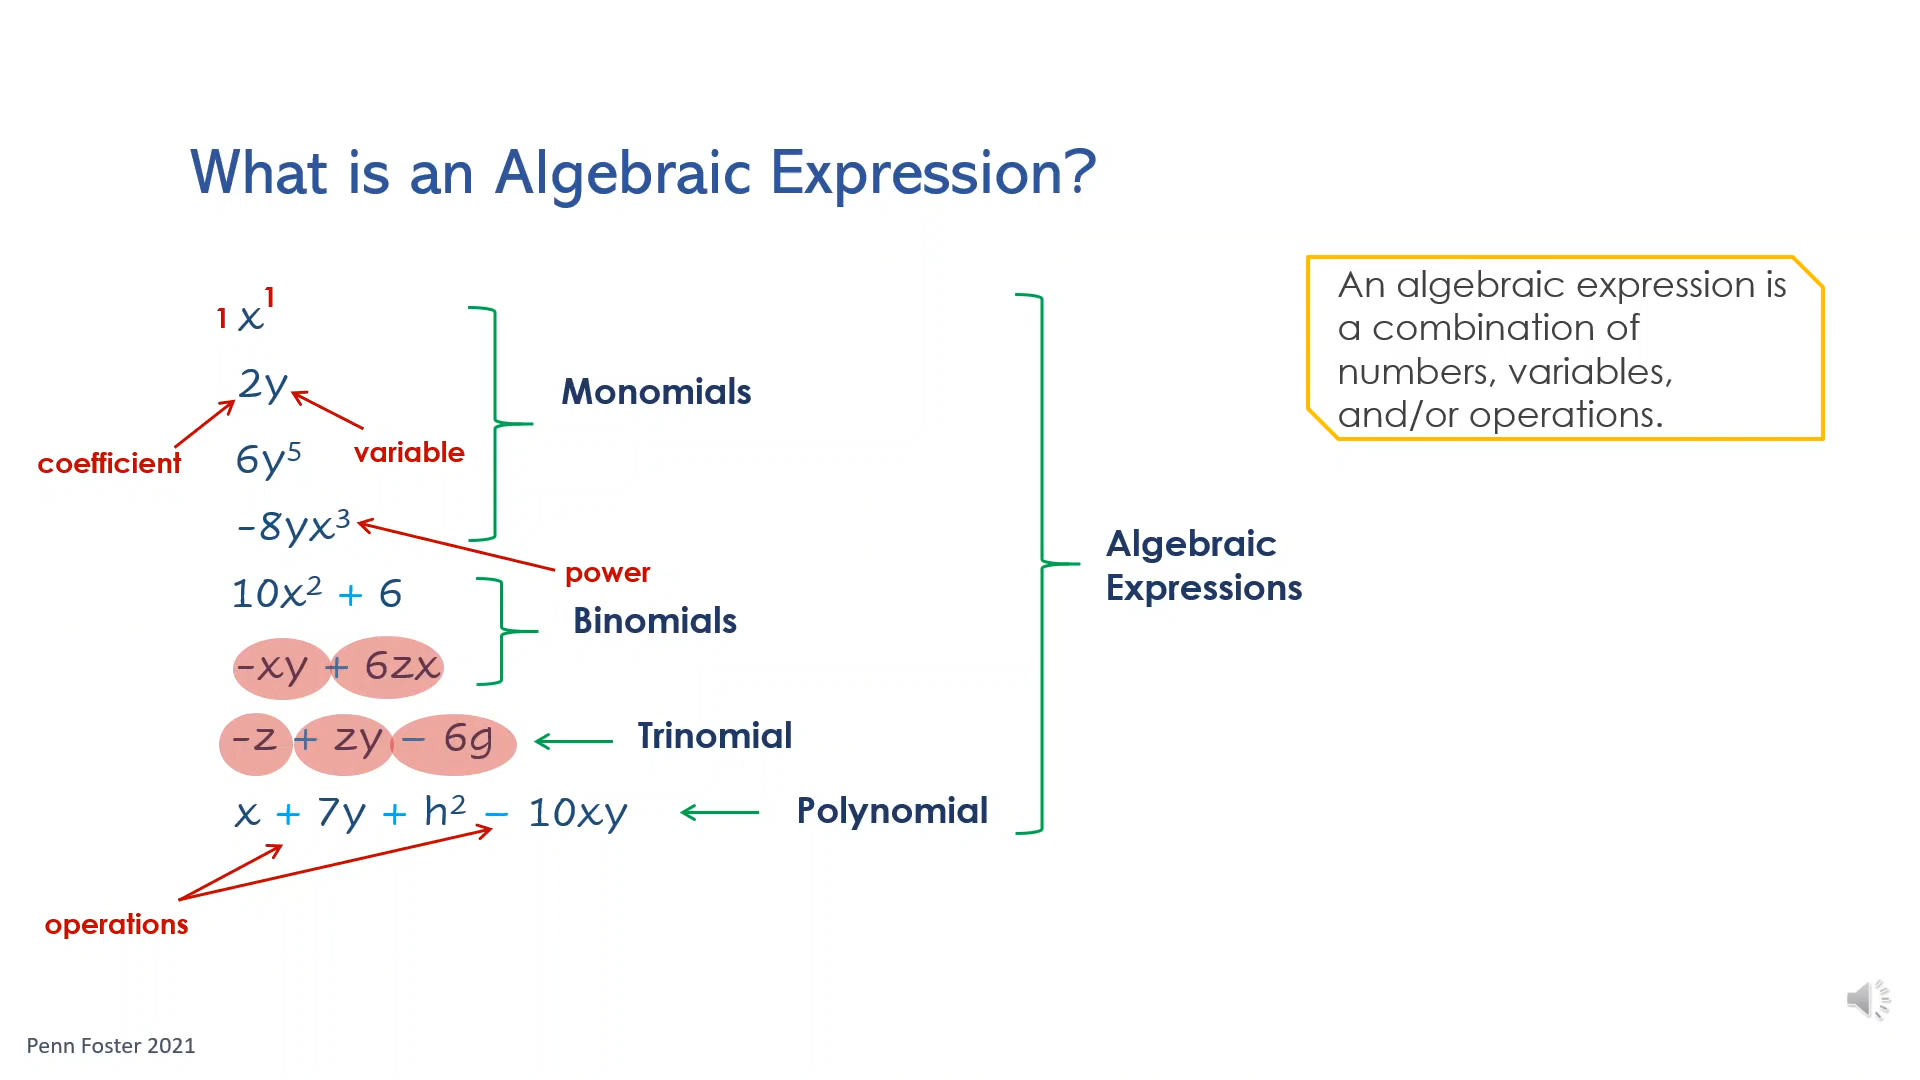 What is an Algebraic Expression?
1 x¹
2y
coefficient
variable
6y⁵
-8yx³
power
Monomials
10x² + 6
-xy + 6zx
Binomials
-z + zy − 6g
Trinomial
x + 7y + h² − 10xy
Polynomial
operations
Algebraic
Expressions
An algebraic expression is
a combination of
numbers, variables,
and/or operations.
Penn Foster 2021